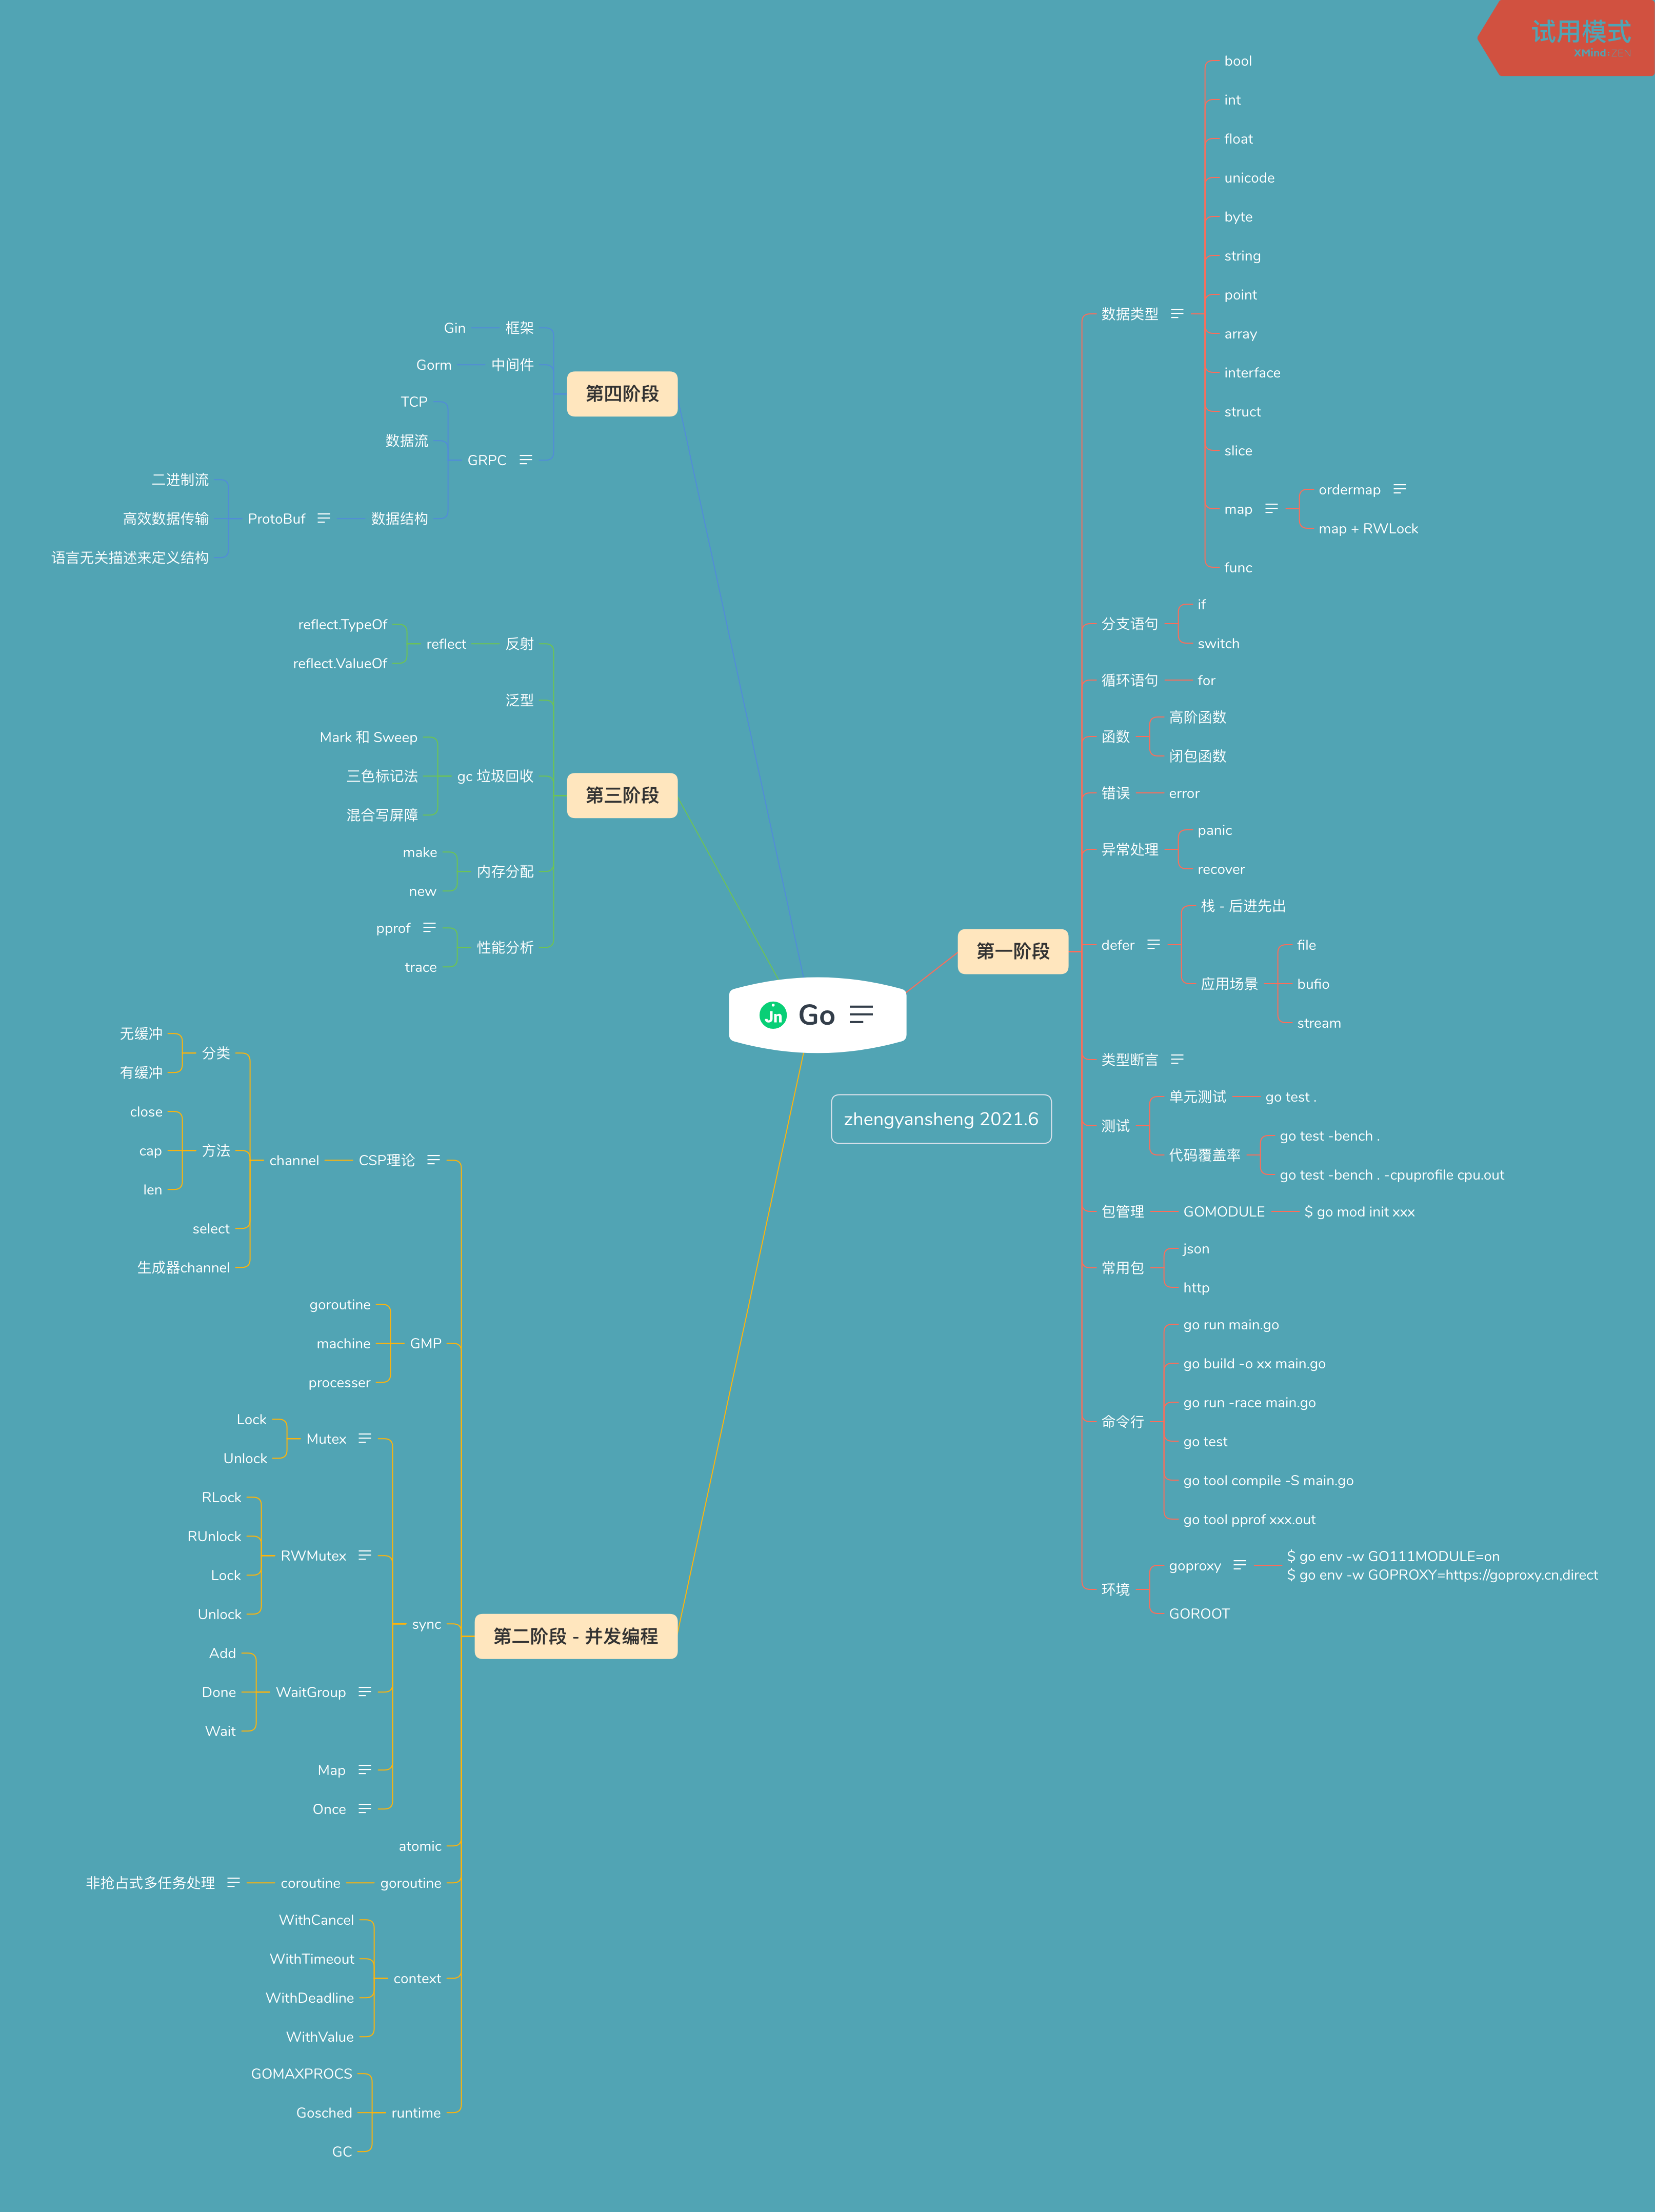 试用模式
XMind:ZEN
Jn Go
zhengyansheng 2021.6
第一阶段
数据类型
bool
int
float
unicode
byte
string
point
array
interface
struct
slice
map
ordermap
map + RWLock
func
分支语句
if
switch
循环语句
for
函数
高阶函数
闭包函数
错误
error
异常处理
panic
recover
defer
栈 - 后进先出
应用场景
file
bufio
stream
类型断言
测试
单元测试
go test .
代码覆盖率
go test -bench .
go test -bench . -cpuprofile cpu.out
包管理
GOMODULE
$ go mod init xxx
常用包
json
http
命令行
go run main.go
go build -o xx main.go
go run -race main.go
go test
go tool compile -S main.go
go tool pprof xxx.out
环境
goproxy
$ go env -w GO111MODULE=on
$ go env -w GOPROXY=https://goproxy.cn,direct
GOROOT
第二阶段 - 并发编程
CSP理论
channel
分类
无缓冲
有缓冲
方法
close
cap
len
select
生成器channel
GMP
goroutine
machine
processer
sync
Mutex
Lock
Unlock
RWMutex
RLock
RUnlock
Lock
Unlock
WaitGroup
Add
Done
Wait
Map
Once
atomic
goroutine
coroutine
非抢占式多任务处理
context
WithCancel
WithTimeout
WithDeadline
WithValue
runtime
GOMAXPROCS
Gosched
GC
第三阶段
反射
reflect
reflect.TypeOf
reflect.ValueOf
泛型
gc 垃圾回收
Mark 和 Sweep
三色标记法
混合写屏障
内存分配
make
new
性能分析
pprof
trace
第四阶段
框架
Gin
中间件
Gorm
GRPC
TCP
数据流
数据结构
ProtoBuf
二进制流
高效数据传输
语言无关描述来定义结构